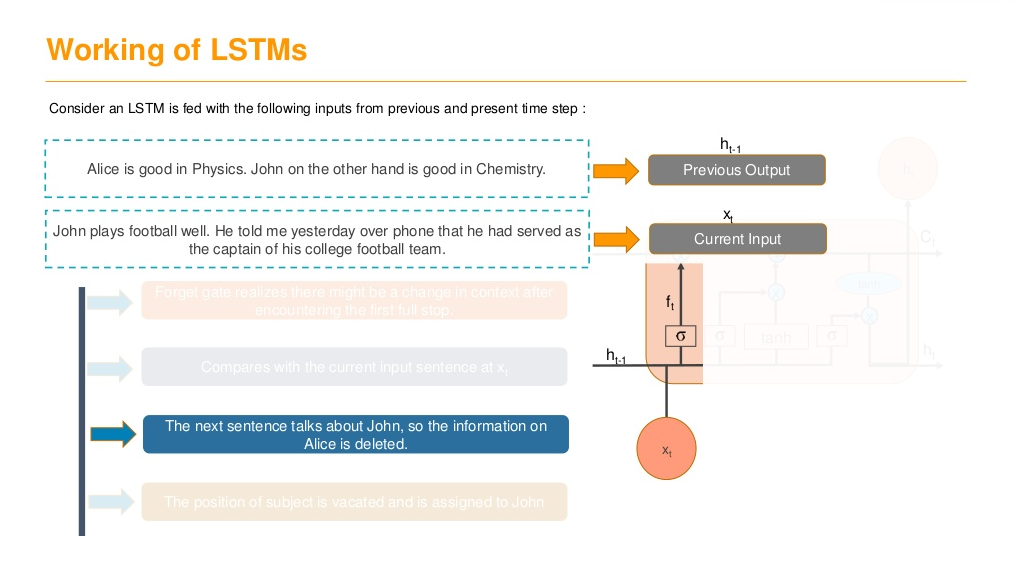 Working of LSTMs
Consider an LSTM is fed with the following inputs from previous and present time step :
Alice is good in Physics. John on the other hand is good in Chemistry.
h_t-1
Previous Output
John plays football well. He told me yesterday over phone that he had served as
the captain of his college football team.
x_t
Current Input
Forget gate realizes there might be a change in context after
encountering the first full stop.
Compares with the current input sentence at x_t
The next sentence talks about John, so the information on
Alice is deleted.
The position of subject is vacated and is assigned to John
h_t
C_t
tanh
f_t
x
x
σ
σ
tanh
σ
h_t-1
h_t
x_t